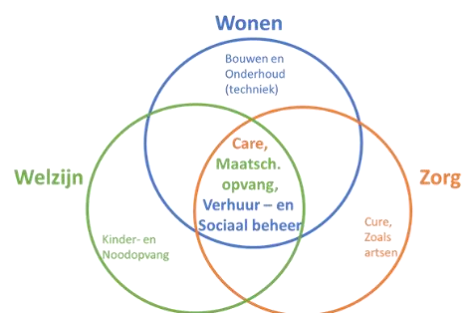 Wonen
Bouwen en
Onderhoud
(techniek)
Care,
Maatsch.
opvang,
Verhuur – en
Sociaal beheer
Welzijn
Zorg
Kinder- en
Noodopvang
Cure,
Zoals
artsen